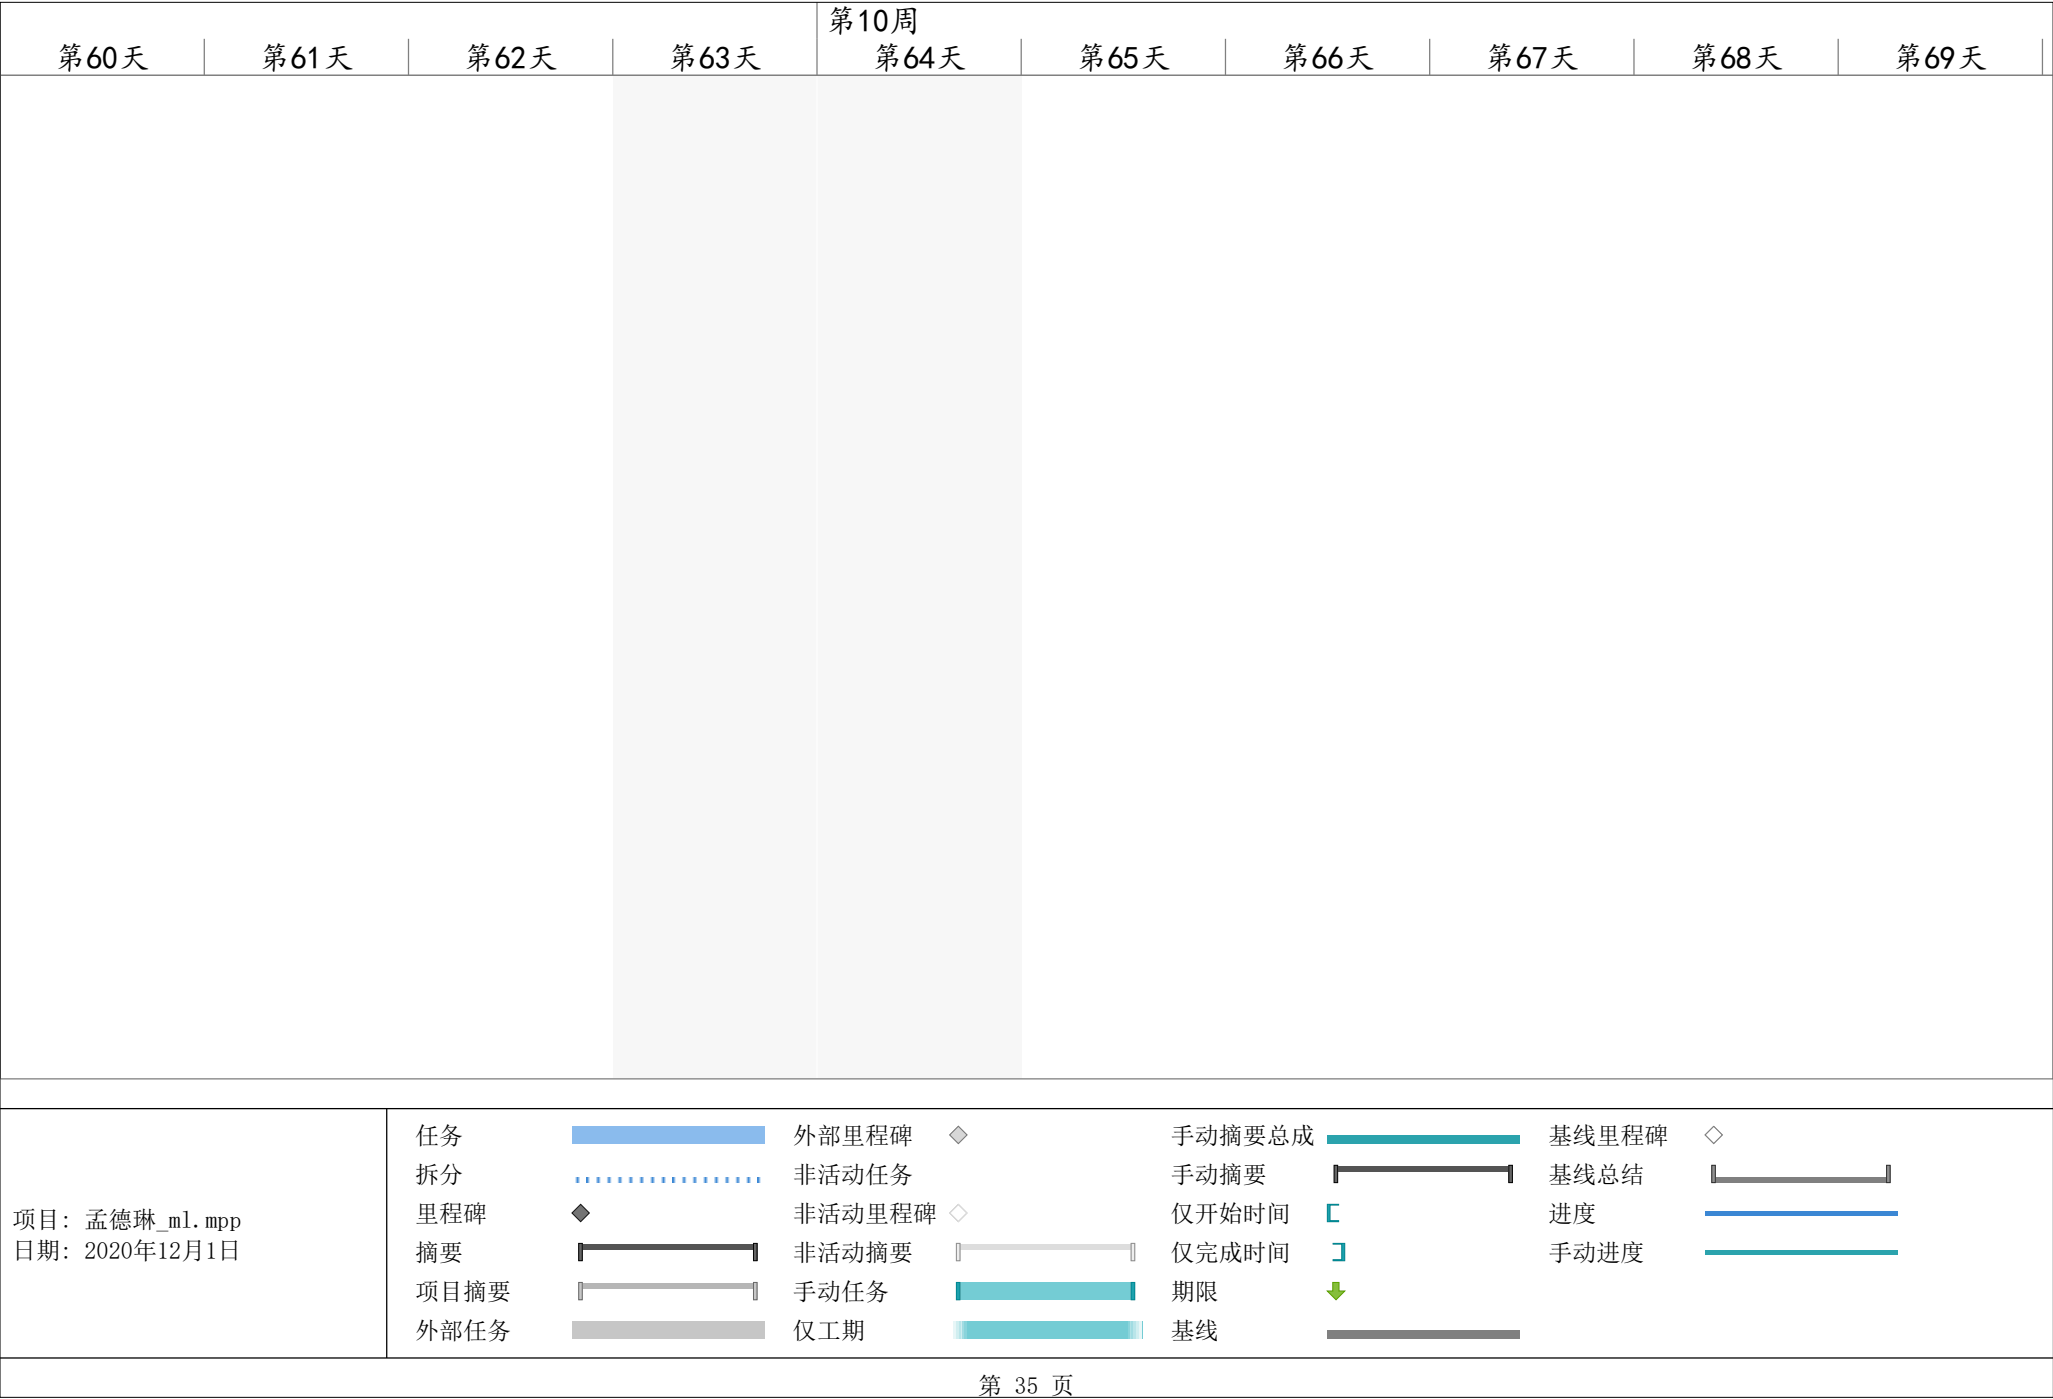 第10周
第60天 第61天 第62天 第63天 第64天 第65天 第66天 第67天 第68天 第69天
项目: 孟德琳_ml.mpp
日期: 2020年12月1日
任务
拆分
里程碑
摘要
项目摘要
外部任务
外部里程碑
非活动任务
非活动里程碑
非活动摘要
手动任务
仅工期
手动摘要总成
手动摘要
仅开始时间
仅完成时间
期限
基线
基线里程碑
基线总结
进度
手动进度
第 35 页